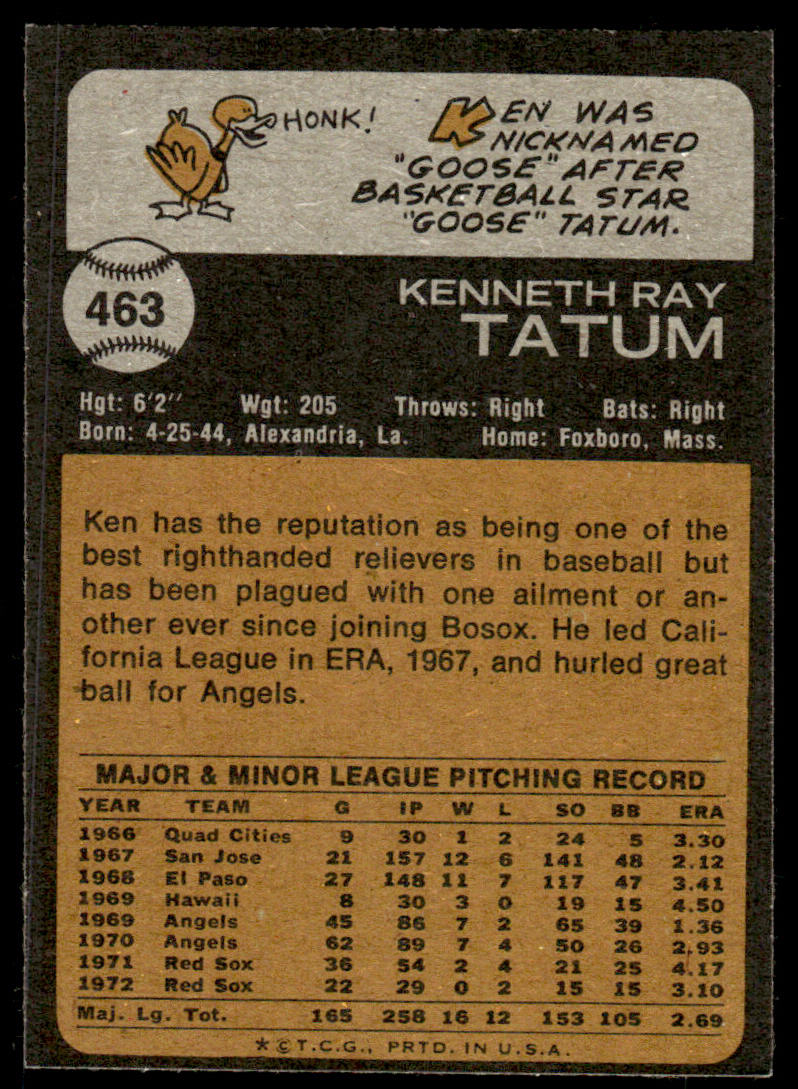 HONK!
KEN WAS
NICKNAMED
"GOOSE" AFTER
BASKETBALL STAR
"GOOSE" TATUM.
463
KENNETH RAY
TATUM
Hgt: 6'2" Wgt: 205 Throws: Right Bats: Right
Born: 4-25-44, Alexandria, La. Home: Foxboro, Mass.
Ken has the reputation as being one of the
best righthanded relievers in baseball but
has been plagued with one ailment or an-
other ever since joining Bosox. He led Cali-
fornia League in ERA, 1967, and hurled great
ball for Angels.
MAJOR & MINOR LEAGUE PITCHING RECORD
YEAR TEAM G IP W L SO BB ERA
1966 Quad Cities 9 30 1 2 24 5 3.30
1967 San Jose 21 157 12 6 141 48 2.12
1968 El Paso 27 148 11 7 117 47 3.41
1969 Hawaii 8 30 3 0 19 15 4.50
1969 Angels 45 86 7 2 65 39 1.36
1970 Angels 62 89 7 4 50 26 2.93
1971 Red Sox 36 54 2 4 21 25 4.17
1972 Red Sox 22 29 0 2 15 15 3.10
Maj. Lg. Tot. 165 258 16 12 153 105 2.69
*©T.C.G., PRTD. IN U.S.A.